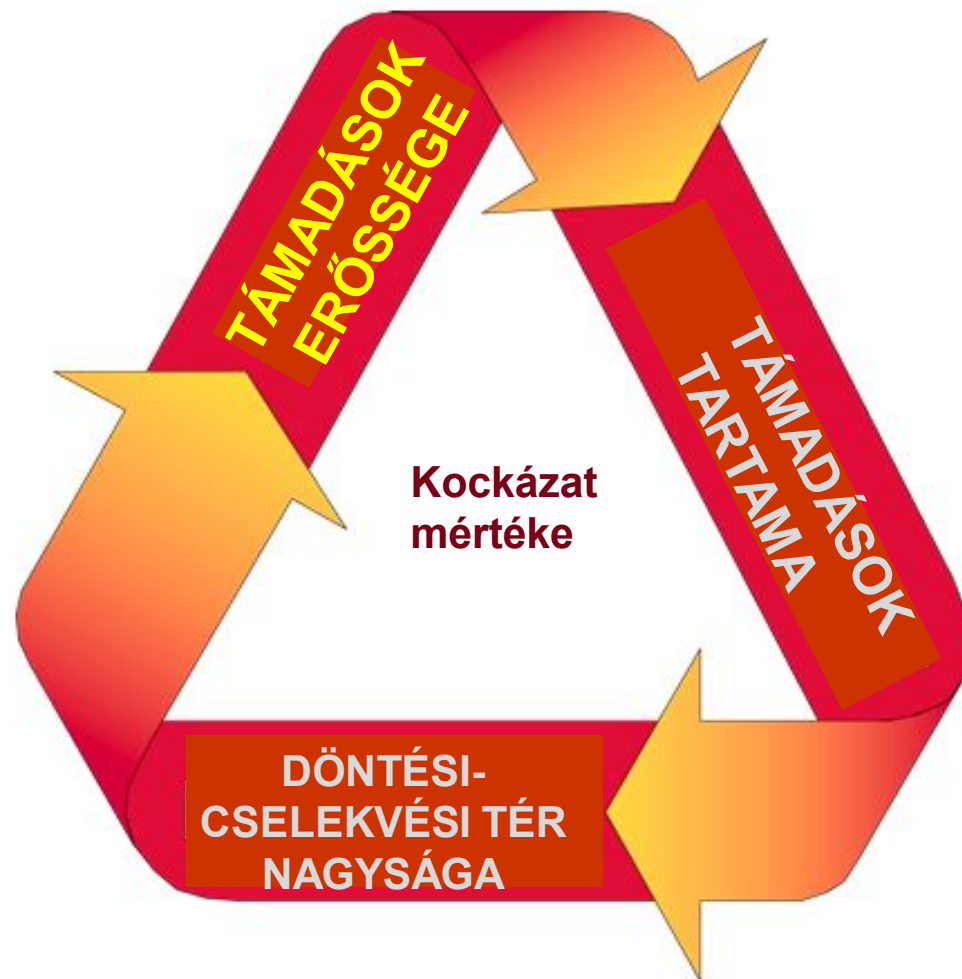 TÁMADÁSOK
ERŐSSÉGE
TÁMADÁSOK
TARTAMA
Kockázat
mértéke
DÖNTÉSI-
CSELEKVÉSI TÉR
NAGYSÁGA